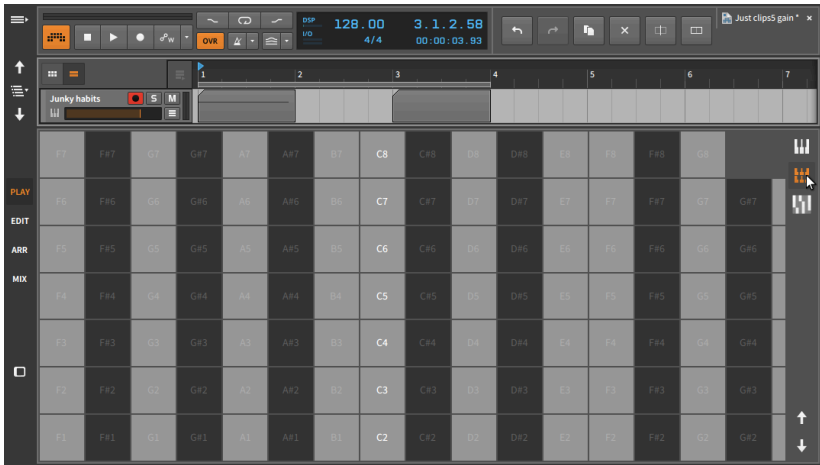 DSP
I/O
128.00
4/4
3.1.2.58
00:00:03.93
Just clips5 gain *
×
W
OVR
1 2 3 4 5 6 7
Junky habits S M
PLAY
EDIT
ARR
MIX
F7 F#7 G7 G#7 A7 A#7 B7 C8 C#8 D8 D#8 E8 F8 F#8 G8
F6 F#6 G6 G#6 A6 A#6 B6 C7 C#7 D7 D#7 E7 F7 F#7 G7 G#7
F5 F#5 G5 G#5 A5 A#5 B5 C6 C#6 D6 D#6 E6 F6 F#6 G6 G#6
F4 F#4 G4 G#4 A4 A#4 B4 C5 C#5 D5 D#5 E5 F5 F#5 G5 G#5
F3 F#3 G3 G#3 A3 A#3 B3 C4 C#4 D4 D#4 E4 F4 F#4 G4 G#4
F2 F#2 G2 G#2 A2 A#2 B2 C3 C#3 D3 D#3 E3 F3 F#3 G3 G#3
F1 F#1 G1 G#1 A1 A#1 B1 C2 C#2 D2 D#2 E2 F2 F#2 G2 G#2